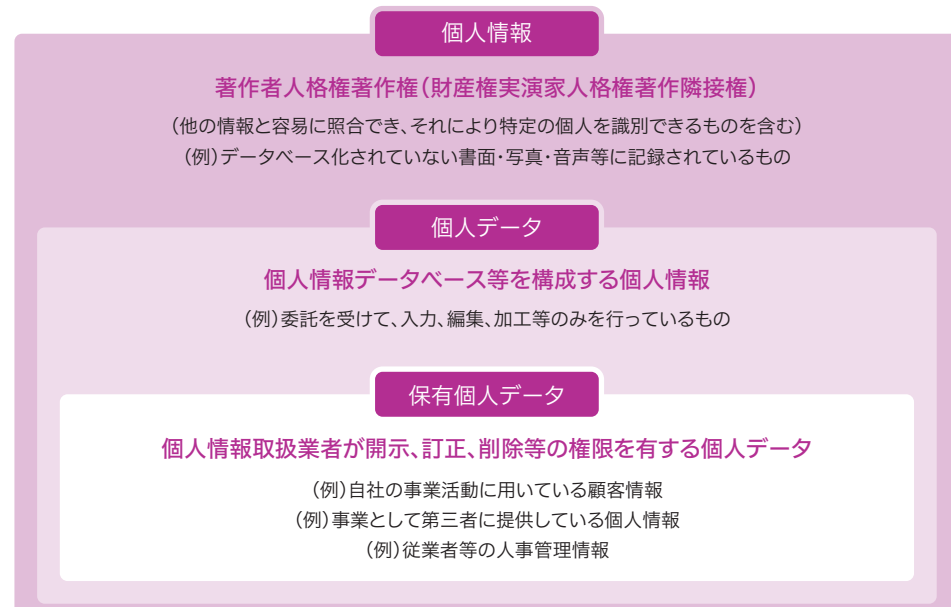 個人情報
著作者人格権著作権(財産権実演家人格権著作隣接権)
(他の情報と容易に照合でき、それにより特定の個人を識別できるものを含む)
(例)データベース化されていない書面・写真・音声等に記録されているもの
個人データ
個人情報データベース等を構成する個人情報
(例)委託を受けて、入力、編集、加工等のみを行っているもの
保有個人データ
個人情報取扱業者が開示、訂正、削除等の権限を有する個人データ
(例)自社の事業活動に用いている顧客情報
(例)事業として第三者に提供している個人情報
(例)従業者等の人事管理情報